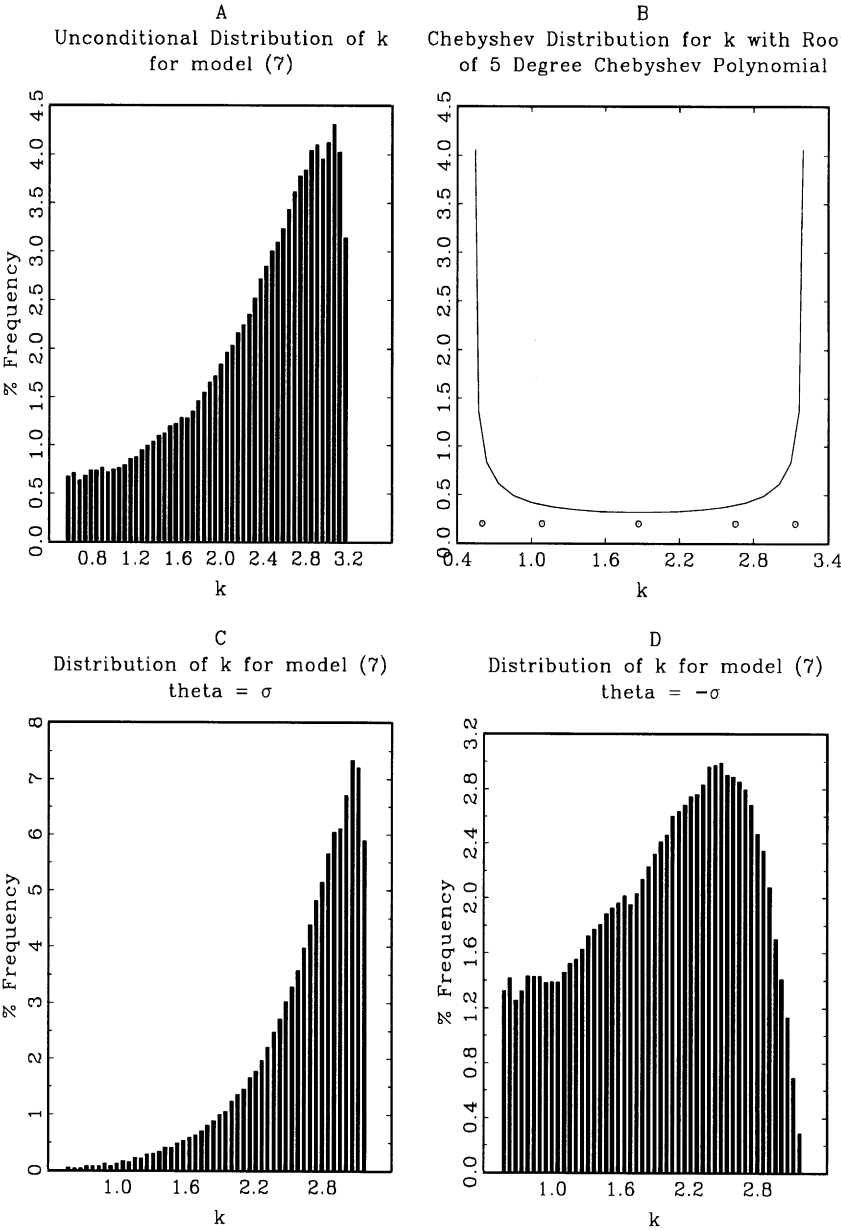 A
Unconditional Distribution of k
for model (7)
% Frequency
4.5
4.0
3.5
3.0
2.5
2.0
1.5
1.0
0.5
0.0
0.8 1.2 1.6 2.0 2.4 2.8 3.2
k
B
Chebyshev Distribution for k with Roo
of 5 Degree Chebyshev Polynomial
4.5
4.0
3.5
3.0
2.5
2.0
1.5
1.0
0.5
0.0
0.4 1.0 1.6 2.2 2.8 3.4
k
C
Distribution of k for model (7)
theta = σ
% Frequency
8
7
6
5
4
3
2
1
0
1.0 1.6 2.2 2.8
k
D
Distribution of k for model (7)
theta = −σ
% Frequency
3.2
2.8
2.4
2.0
1.6
1.2
0.8
0.4
0.0
1.0 1.6 2.2 2.8
k